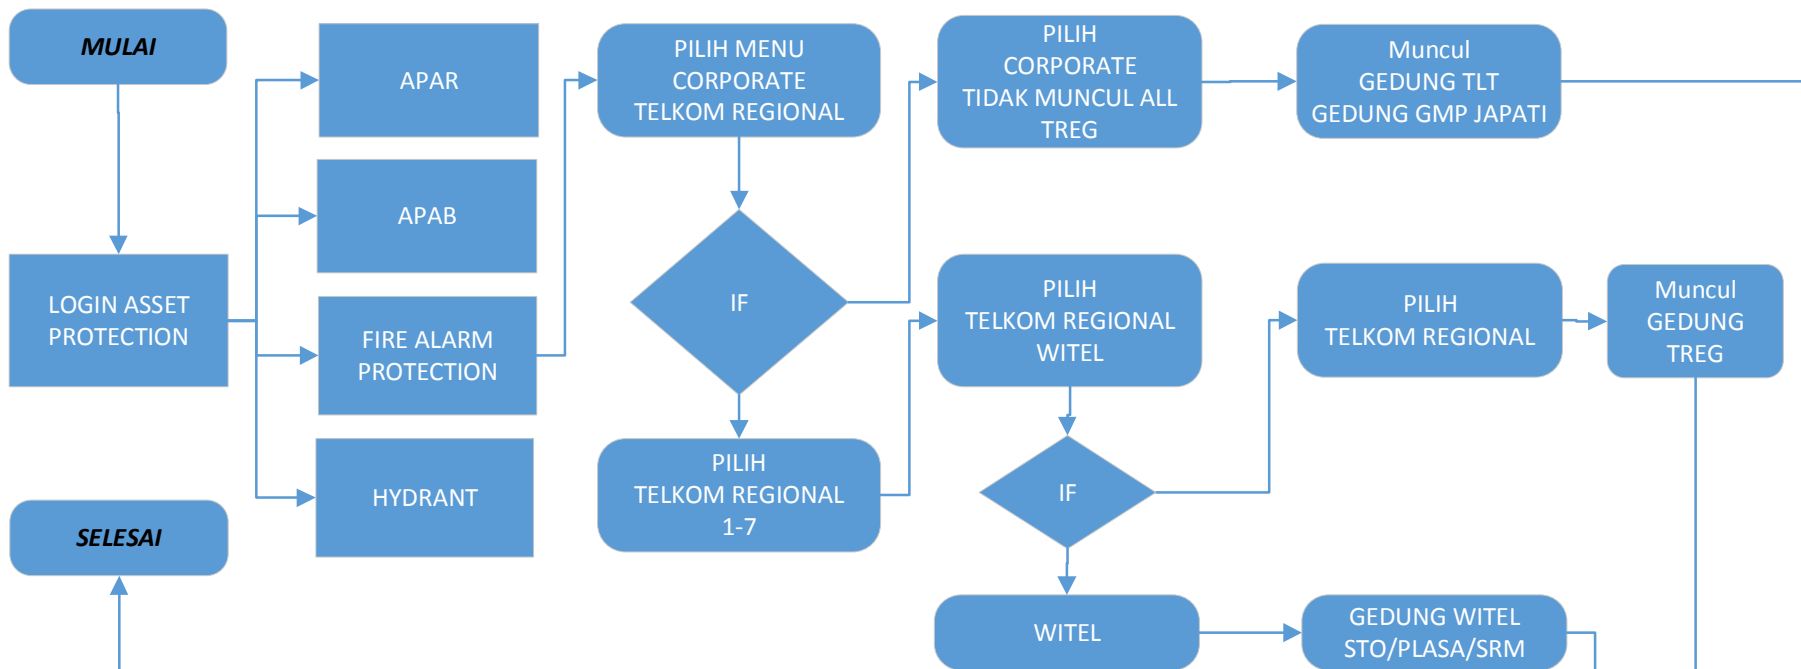 MULAI
LOGIN ASSET
PROTECTION
SELESAI
APAR
APAB
FIRE ALARM
PROTECTION
HYDRANT
PILIH MENU
CORPORATE
TELKOM REGIONAL
IF
PILIH
TELKOM REGIONAL
1-7
PILIH
CORPORATE
TIDAK MUNCUL ALL
TREG
PILIH
TELKOM REGIONAL
WITEL
IF
WITEL
Muncul
GEDUNG TLT
GEDUNG GMP JAPATI
PILIH
TELKOM REGIONAL
Muncul
GEDUNG
TREG
GEDUNG WITEL
STO/PLASA/SRM